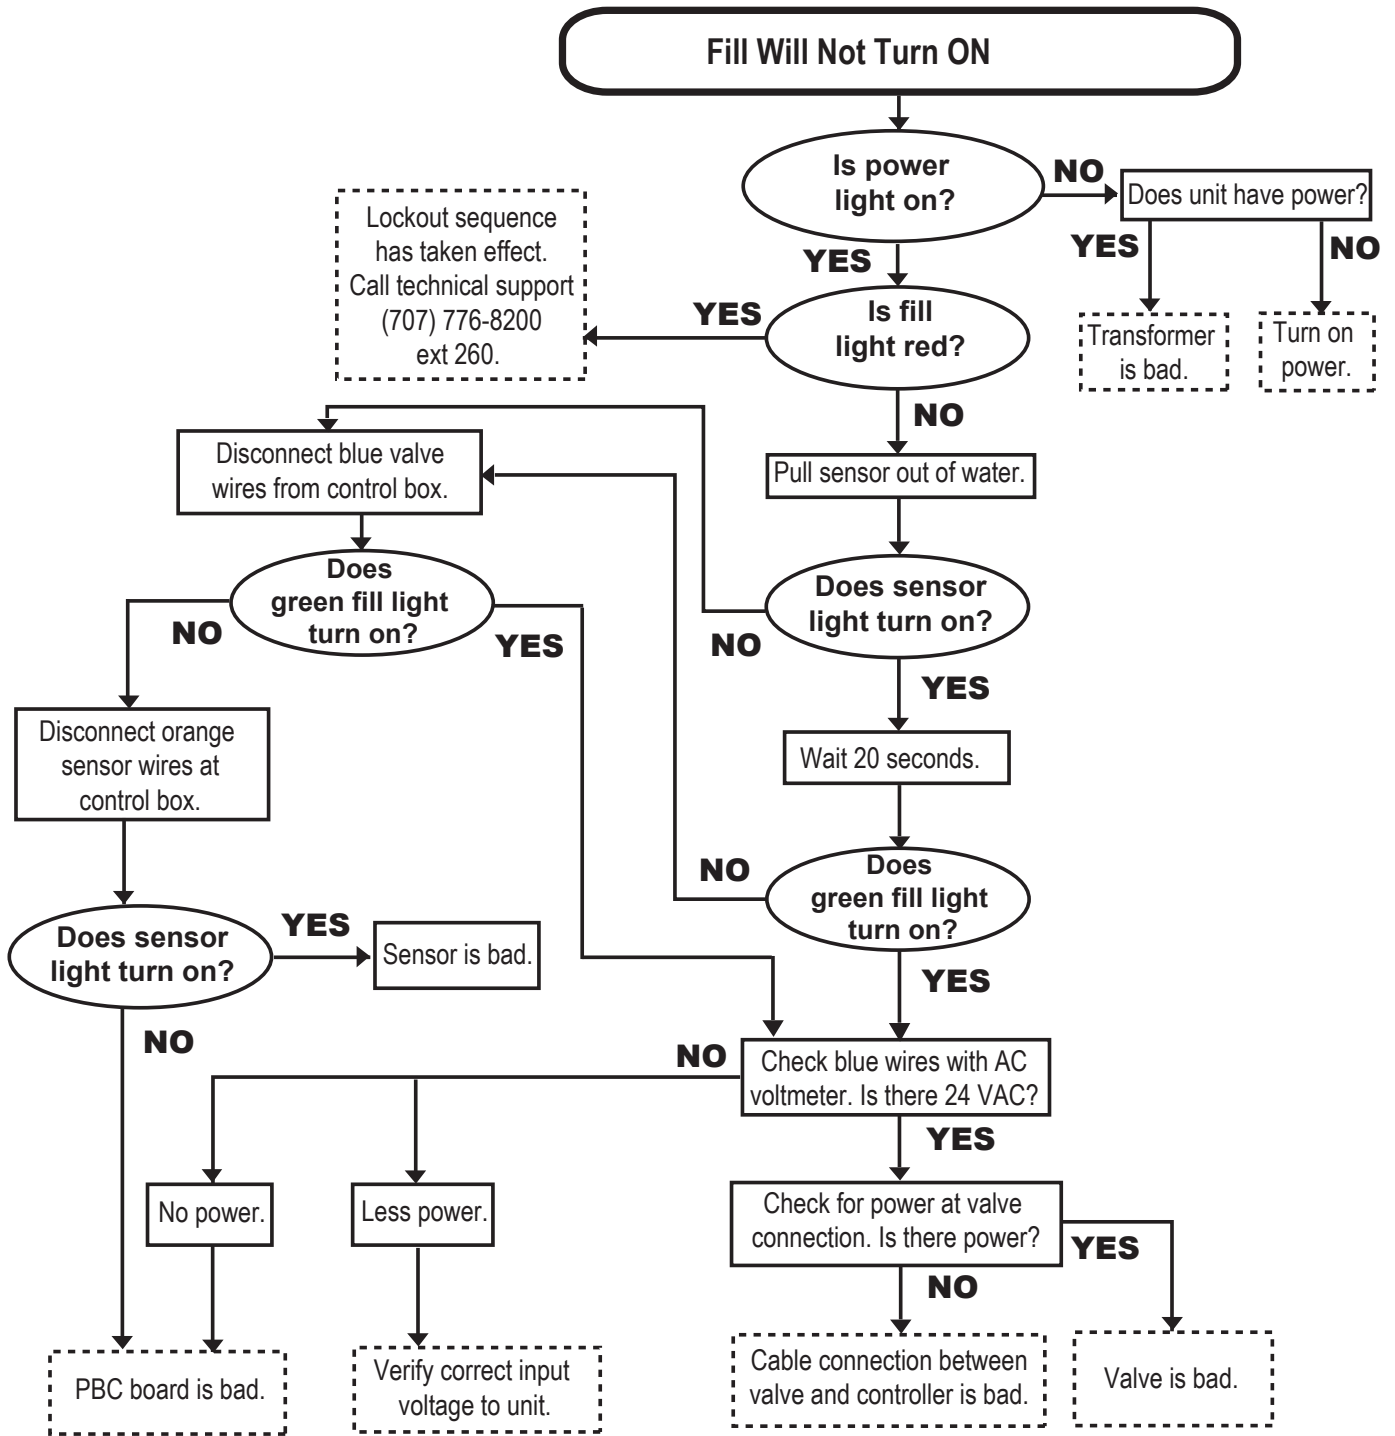 Fill Will Not Turn ON
Is power
light on?
NO
Does unit have power?
YES
NO
Transformer
is bad.
Turn on
power.
YES
Is fill
light red?
YES
Lockout sequence
has taken effect.
Call technical support
(707) 776-8200
ext 260.
NO
Pull sensor out of water.
Does sensor
light turn on?
NO
Disconnect blue valve
wires from control box.
Does
green fill light
turn on?
NO
YES
YES
Wait 20 seconds.
Disconnect orange
sensor wires at
control box.
Does
green fill light
turn on?
NO
YES
Does sensor
light turn on?
YES
Sensor is bad.
NO
Check blue wires with AC
voltmeter. Is there 24 VAC?
NO
YES
No power.
Less power.
Check for power at valve
connection. Is there power?
YES
NO
PBC board is bad.
Verify correct input
voltage to unit.
Cable connection between
valve and controller is bad.
Valve is bad.